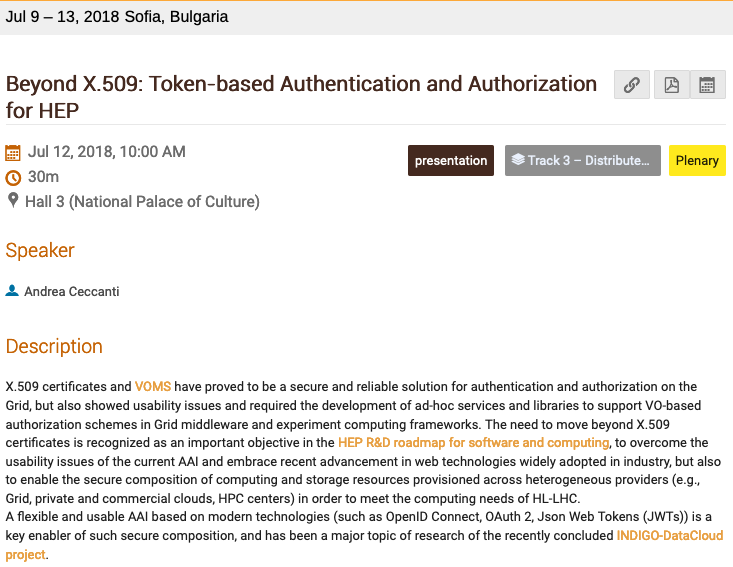 Jul 9 – 13, 2018 Sofia, Bulgaria
Beyond X.509: Token-based Authentication and Authorization
for HEP
Jul 12, 2018, 10:00 AM
30m
Hall 3 (National Palace of Culture)
presentation
Track 3 – Distribute...
Plenary
Speaker
Andrea Ceccanti
Description
X.509 certificates and VOMS have proved to be a secure and reliable solution for authentication and authorization on the
Grid, but also showed usability issues and required the development of ad-hoc services and libraries to support VO-based
authorization schemes in Grid middleware and experiment computing frameworks. The need to move beyond X.509
certificates is recognized as an important objective in the HEP R&D roadmap for software and computing, to overcome the
usability issues of the current AAI and embrace recent advancement in web technologies widely adopted in industry, but also
to enable the secure composition of computing and storage resources provisioned across heterogeneous providers (e.g.,
Grid, private and commercial clouds, HPC centers) in order to meet the computing needs of HL-LHC.
A flexible and usable AAI based on modern technologies (such as OpenID Connect, OAuth 2, Json Web Tokens (JWTs)) is a
key enabler of such secure composition, and has been a major topic of research of the recently concluded INDIGO-DataCloud
project.